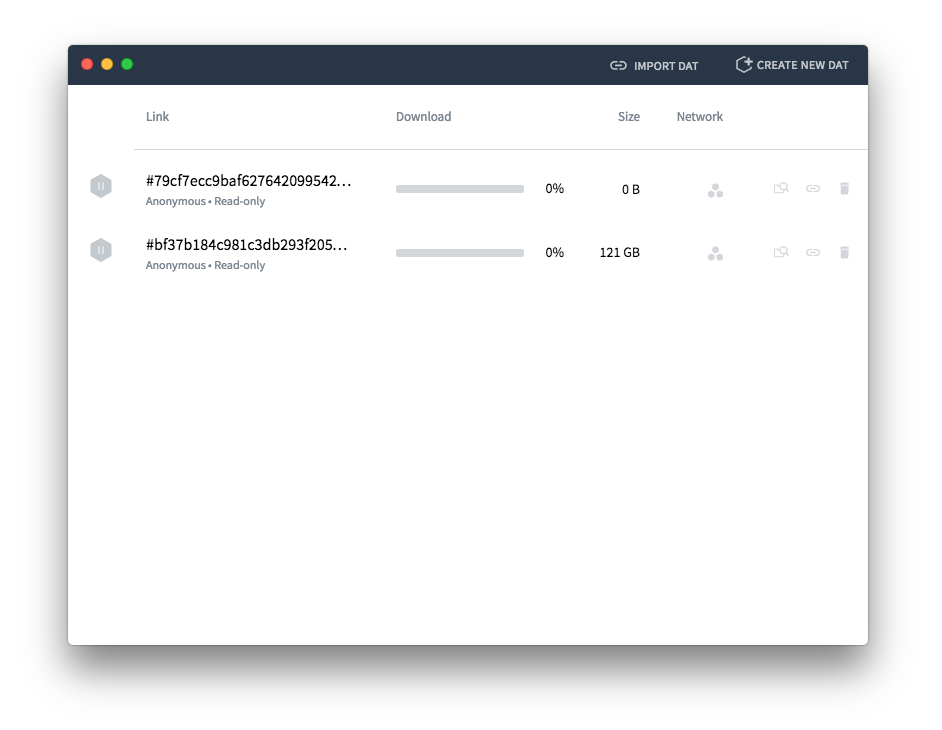 IMPORT DAT CREATE NEW DAT
Link Download Size Network
#79cf7ecc9baf627642099542... 0% 0 B
Anonymous • Read-only
#bf37b184c981c3db293f205... 0% 121 GB
Anonymous • Read-only